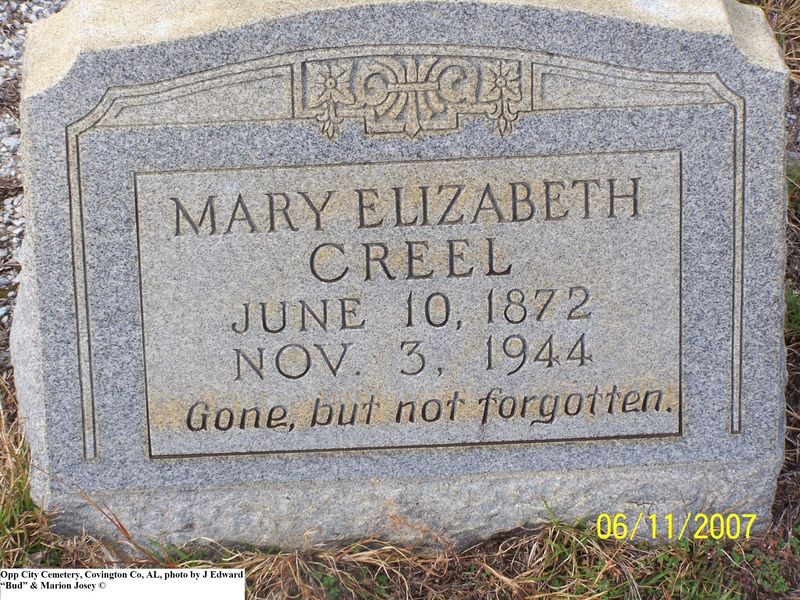 MARY ELIZABETH
CREEL
JUNE 10, 1872
NOV. 3, 1944
Gone, but not forgotten.
06/11/2007
Opp City Cemetery, Covington Co, AL, photo by J Edward
“Bud” & Marion Josey ©